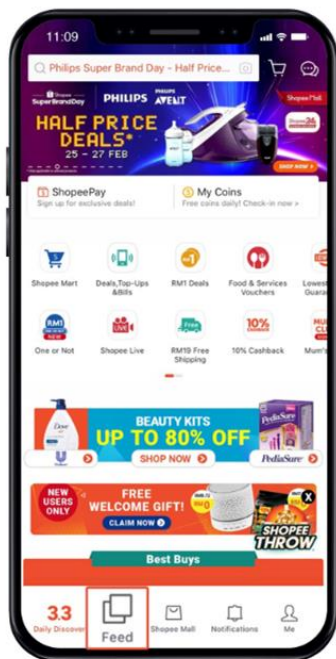 11:09
Philips Super Brand Day - Half Price...
Shopee
SuperBrandDay
PHILIPS
PHILIPS
AVENT
Shopee Mall
HALF PRICE
DEALS*
25 - 27 FEB
SHOP NOW
ShopeePay
Sign up for exclusive deals!
My Coins
Free coins daily! Check-in now >
Shopee Mart
Deals,Top-Ups
&Bills
RM1
RM1 Deals
Food & Services
Vouchers
Lowest
Guara
RM1
One or Not
LIVE
Shopee Live
Free
RM19 Free
Shipping
10%
CASHBACK
10% Cashback
Mum's
Dove
BEAUTY KITS
UP TO 80% OFF
SHOP NOW
PediaSure
PediaSure
NEW
USERS
ONLY
FREE
WELCOME GIFT!
CLAIM NOW
X
SHOPEE
THROW
Best Buys
3.3
Daily Discover
Feed
Shopee Mall
Notifications
Me